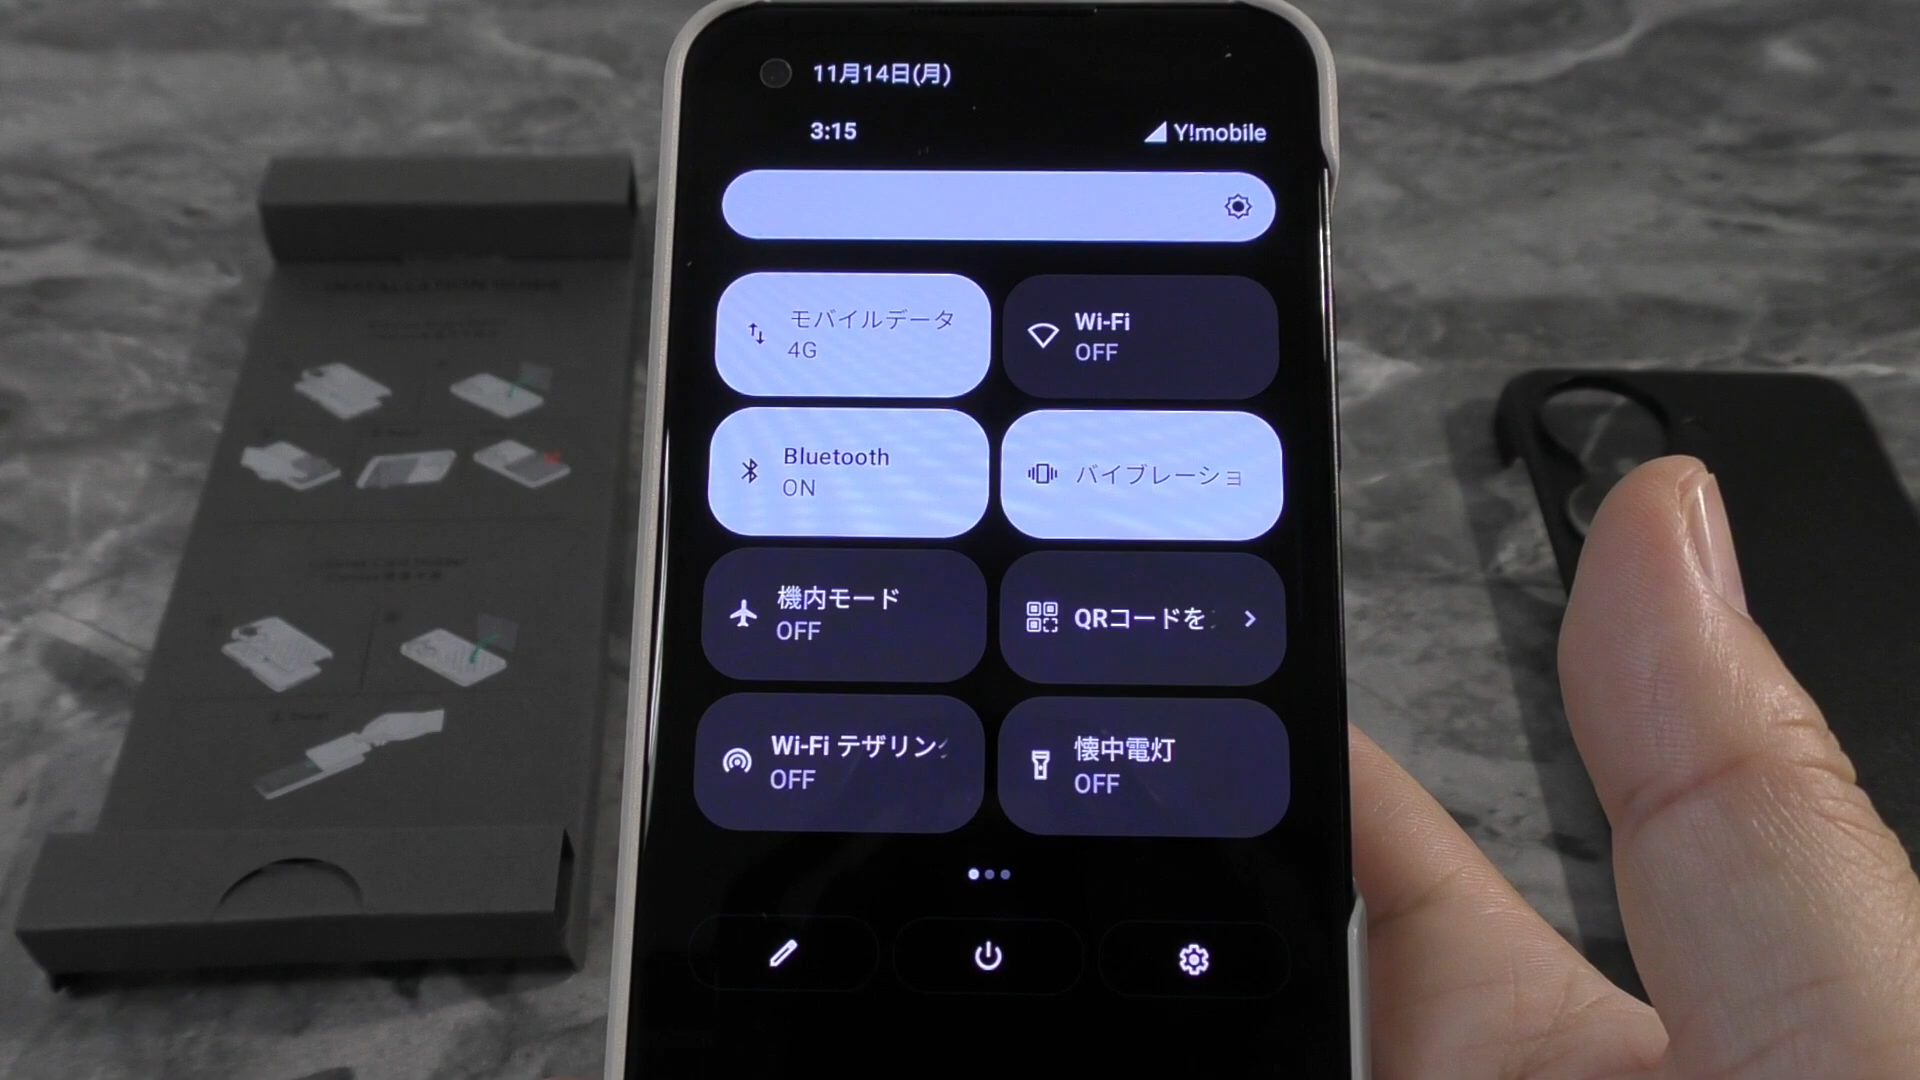 11月14日(月)
3:15
Y!mobile
モバイルデータ
4G
Wi-Fi
OFF
Bluetooth
ON
バイブレーショ
機内モード
OFF
QRコードを
Wi-Fi テザリン
OFF
懐中電灯
OFF
INSTALLATION GUIDE